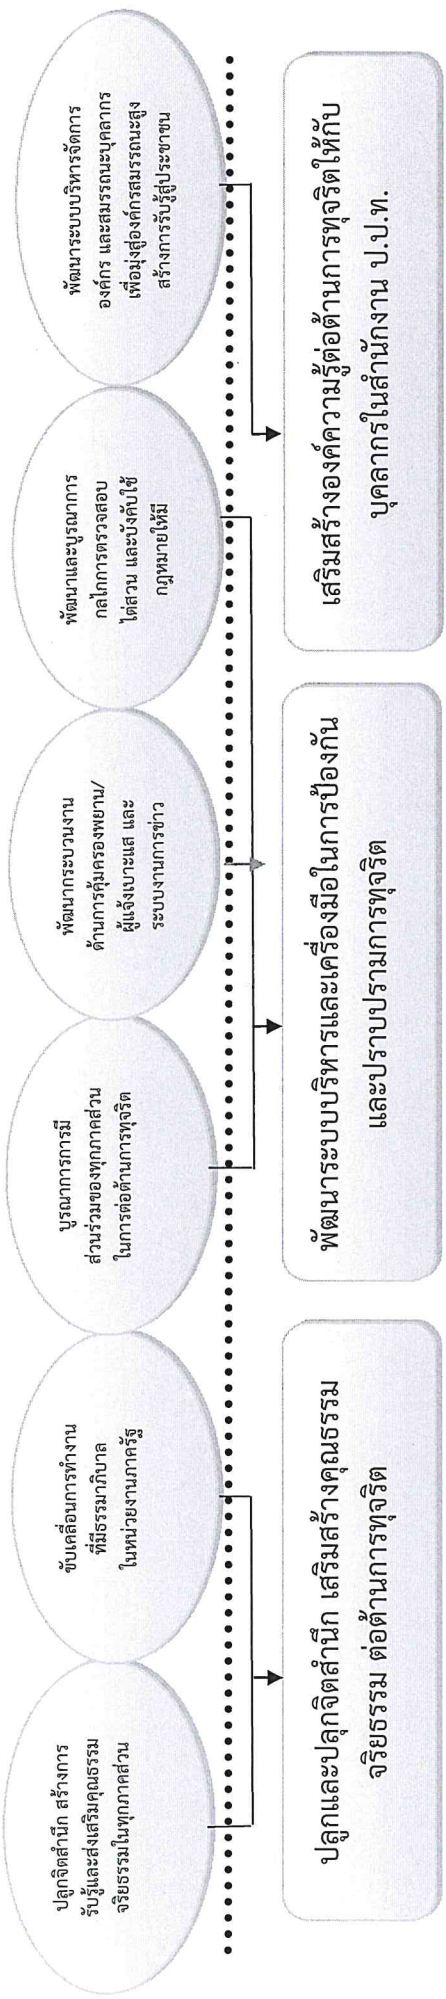 ปลูกจิตสำนึก สร้างการ
รับรู้และส่งเสริมคุณธรรม
จริยธรรมในทุกภาคส่วน
ขับเคลื่อนการทำงาน
ที่มีธรรมาภิบาล
ในหน่วยงานภาครัฐ
บูรณาการการมี
ส่วนร่วมของทุกภาคส่วน
ในการต่อต้านการทุจริต
พัฒนากระบวนงาน
ด้านการคุ้มครองพยาน/
ผู้แจ้งเบาะแส และ
ระบบงานการข่าว
พัฒนาและบูรณาการ
กลไกการตรวจสอบ
ไต่สวน และบังคับใช้
กฎหมายให้มี
พัฒนาระบบบริหารจัดการ
องค์กร และสมรรถนะบุคลากร
เพื่อมุ่งสู่องค์กรสมรรถนะสูง
สร้างการรับรู้สู่ประชาชน
ปลูกและปลุกจิตสำนึก เสริมสร้างคุณธรรม
จริยธรรม ต่อต้านการทุจริต
พัฒนาระบบบริหารและเครื่องมือในการป้องกัน
และปราบปรามการทุจริต
เสริมสร้างองค์ความรู้ต่อต้านการทุจริตให้กับ
บุคลากรในสำนักงาน ป.ป.ท.